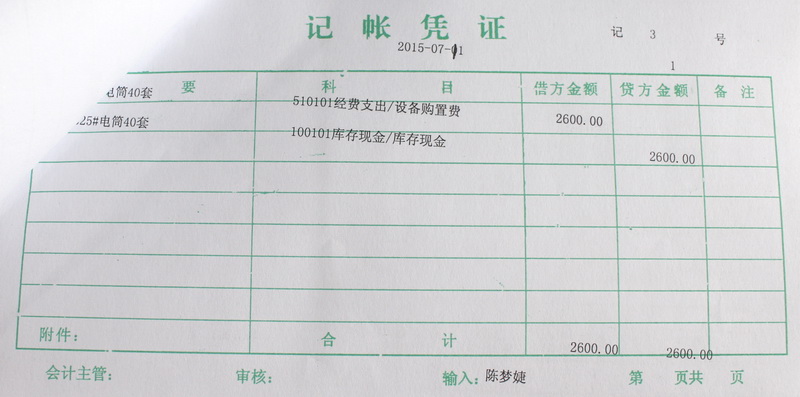 记帐凭证
记 3 号
2015-07-01
1
要 科目 借方金额 贷方金额 备注
电筒40套 510101经费支出/设备购置费 2600.00
25#电筒40套 100101库存现金/库存现金 2600.00
附件: 合计 2600.00 2600.00
会计主管: 审核: 输入: 陈梦婕 第 页共 页